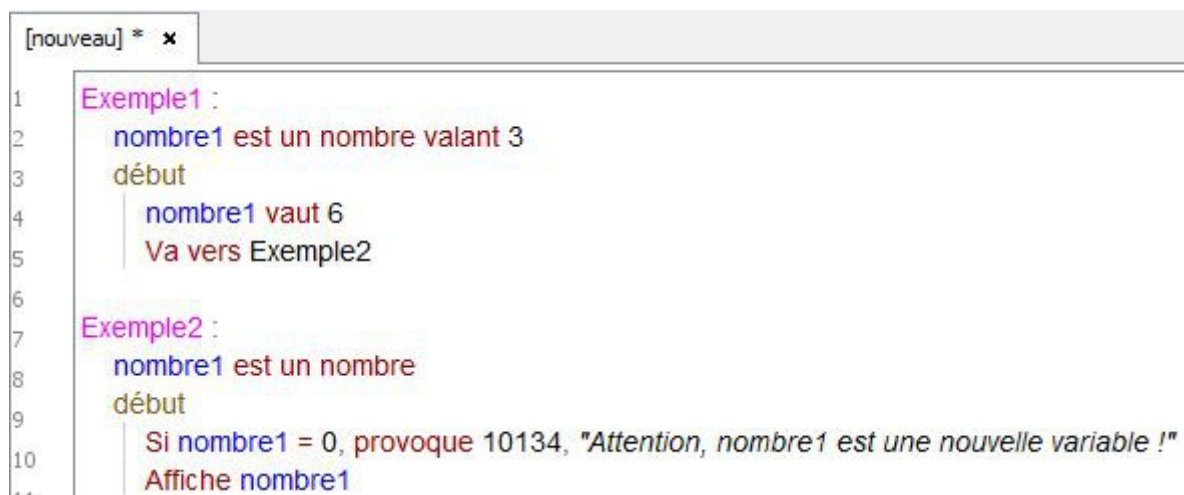 [nouveau] * ×
1 Exemple1 :
2 nombre1 est un nombre valant 3
3 début
4 nombre1 vaut 6
5 Va vers Exemple2
6
7 Exemple2 :
8 nombre1 est un nombre
9 début
10 Si nombre1 = 0, provoque 10134, "Attention, nombre1 est une nouvelle variable !"
Affiche nombre1